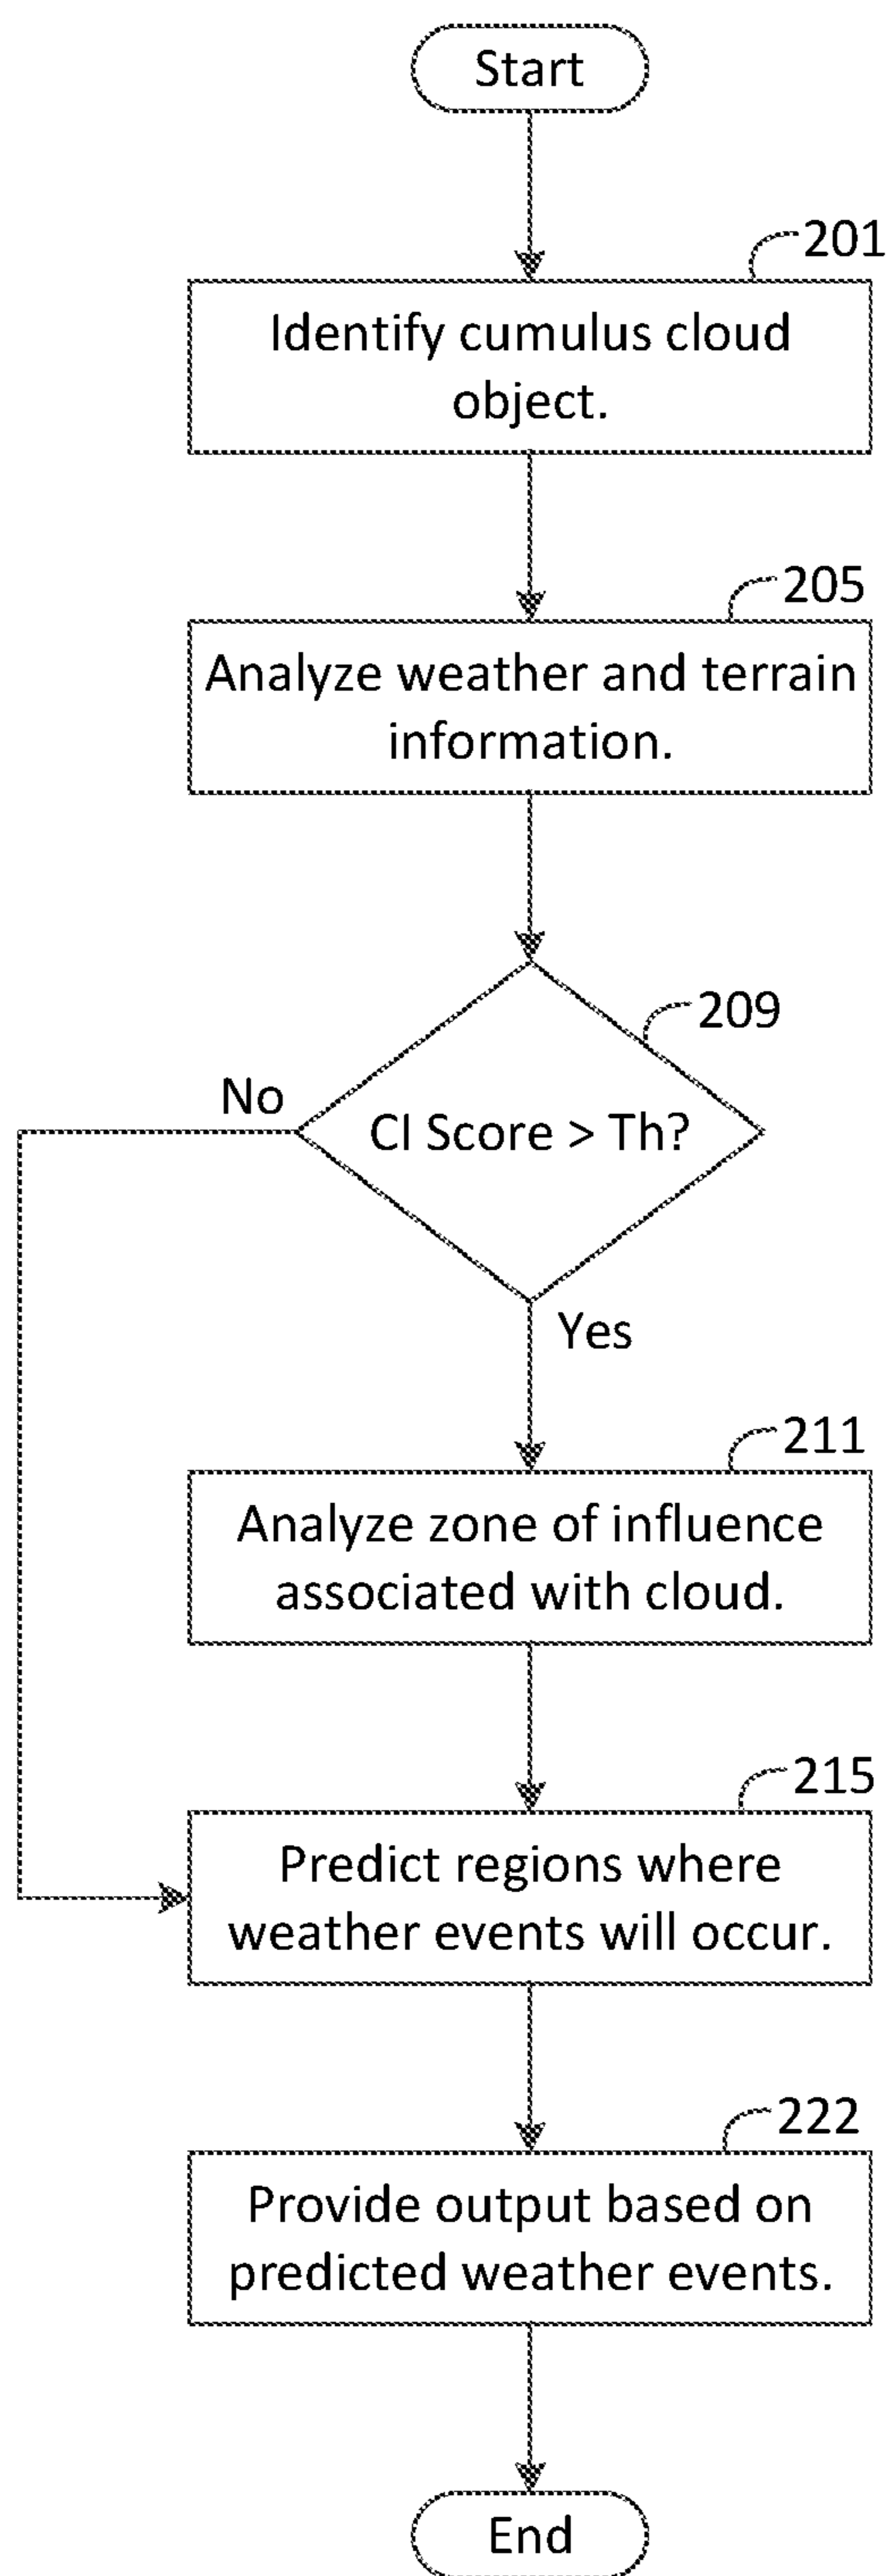 Start
201
Identify cumulus cloud
object.
205
Analyze weather and terrain
information.
209
No
CI Score > Th?
Yes
211
Analyze zone of influence
associated with cloud.
215
Predict regions where
weather events will occur.
222
Provide output based on
predicted weather events.
End